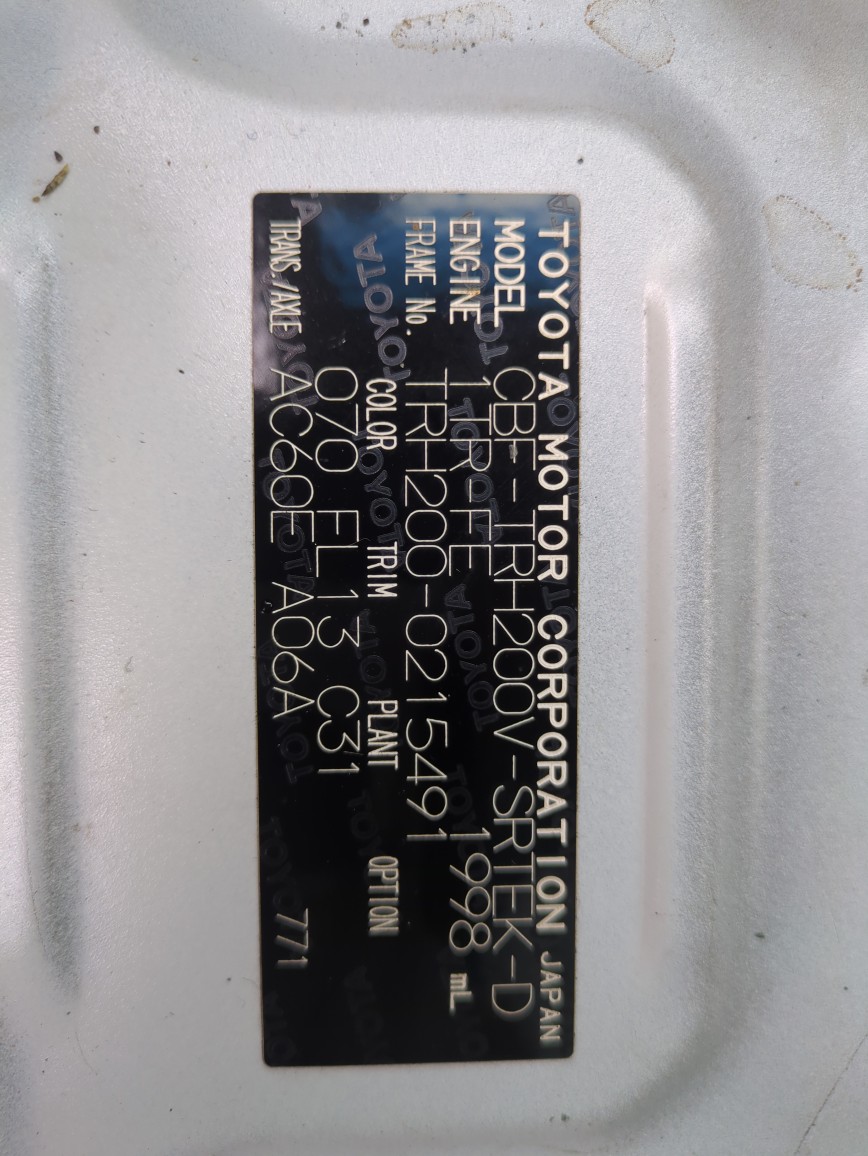 TOYOTA MOTOR CORPORATION JAPAN
MODEL CBF-TRH200V-SRTEK-D
ENGINE 1TR-FE 1998 mL
FRAME No. TRH200-0215491
COLOR TRIM PLANT OPTION
070 FL13 C31
TRANS./AXLE AC60E A06A 771